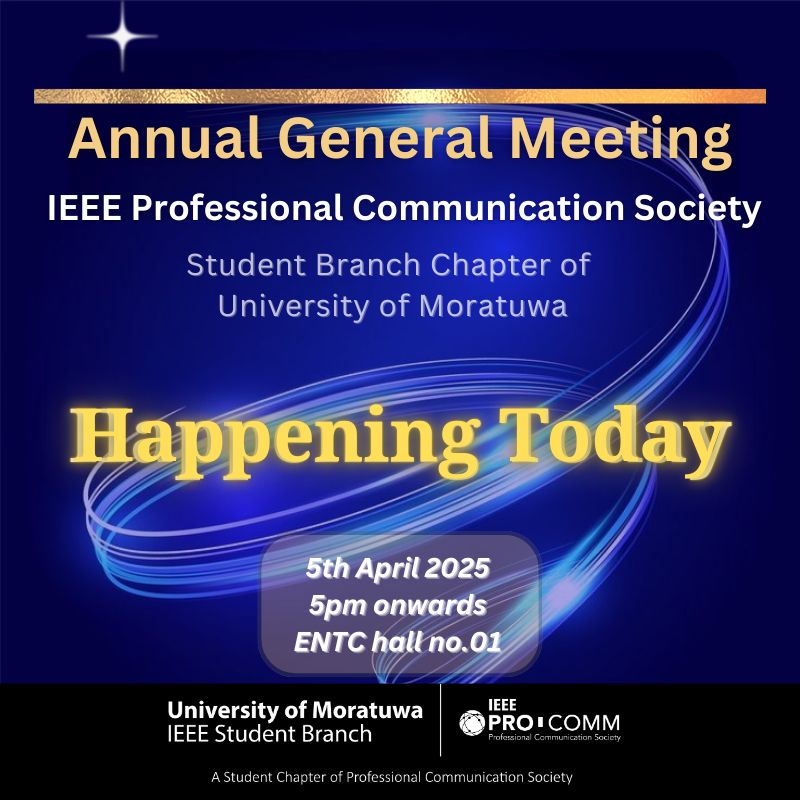 Annual General Meeting
IEEE Professional Communication Society
Student Branch Chapter of
University of Moratuwa
Happening Today
5th April 2025
5pm onwards
ENTC hall no.01
University of Moratuwa
IEEE Student Branch
IEEE
PRO COMM
Professional Communication Society
A Student Chapter of Professional Communication Society